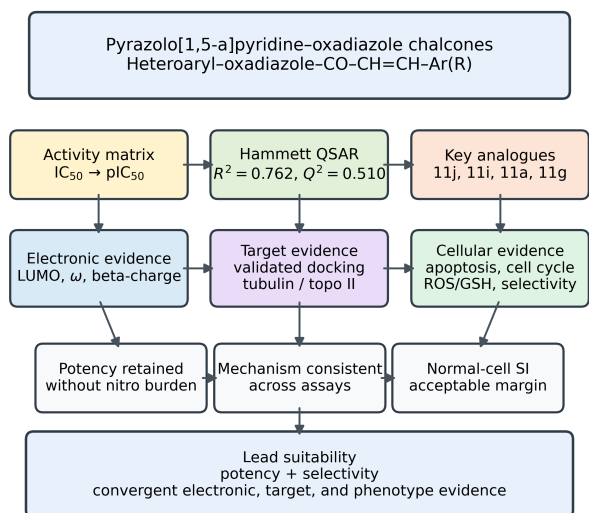 Pyrazolo[1,5-a]pyridine–oxadiazole chalcones
Heteroaryl–oxadiazole–CO–CH=CH–Ar(R)
Activity matrix
IC₅₀ → pIC₅₀
Hammett QSAR
R² = 0.762, Q² = 0.510
Key analogues
11j, 11i, 11a, 11g
Electronic evidence
LUMO, ω, beta-charge
Target evidence
validated docking
tubulin / topo II
Cellular evidence
apoptosis, cell cycle
ROS/GSH, selectivity
Potency retained
without nitro burden
Mechanism consistent
across assays
Normal-cell SI
acceptable margin
Lead suitability
potency + selectivity
convergent electronic, target, and phenotype evidence